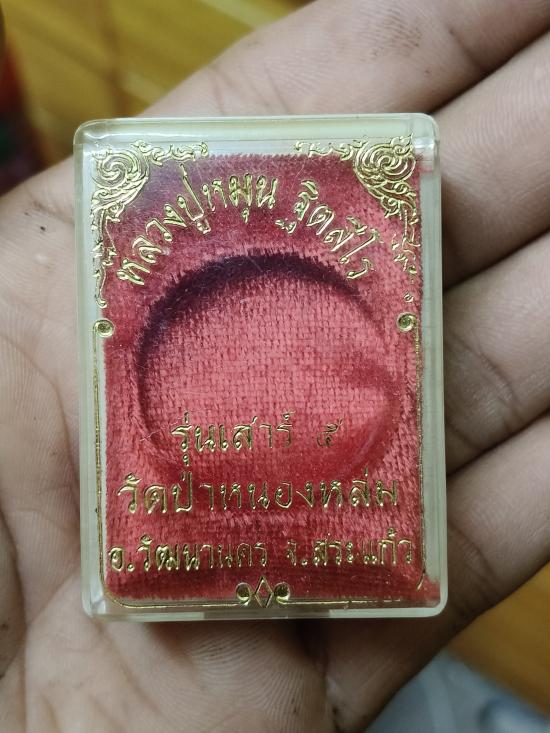 หลวงปู่หมุน ฐิตสีโร
รุ่นเสาร์ ๕
วัดป่าหนองหล่ม
อ.วัฒนานคร จ.สระแก้ว